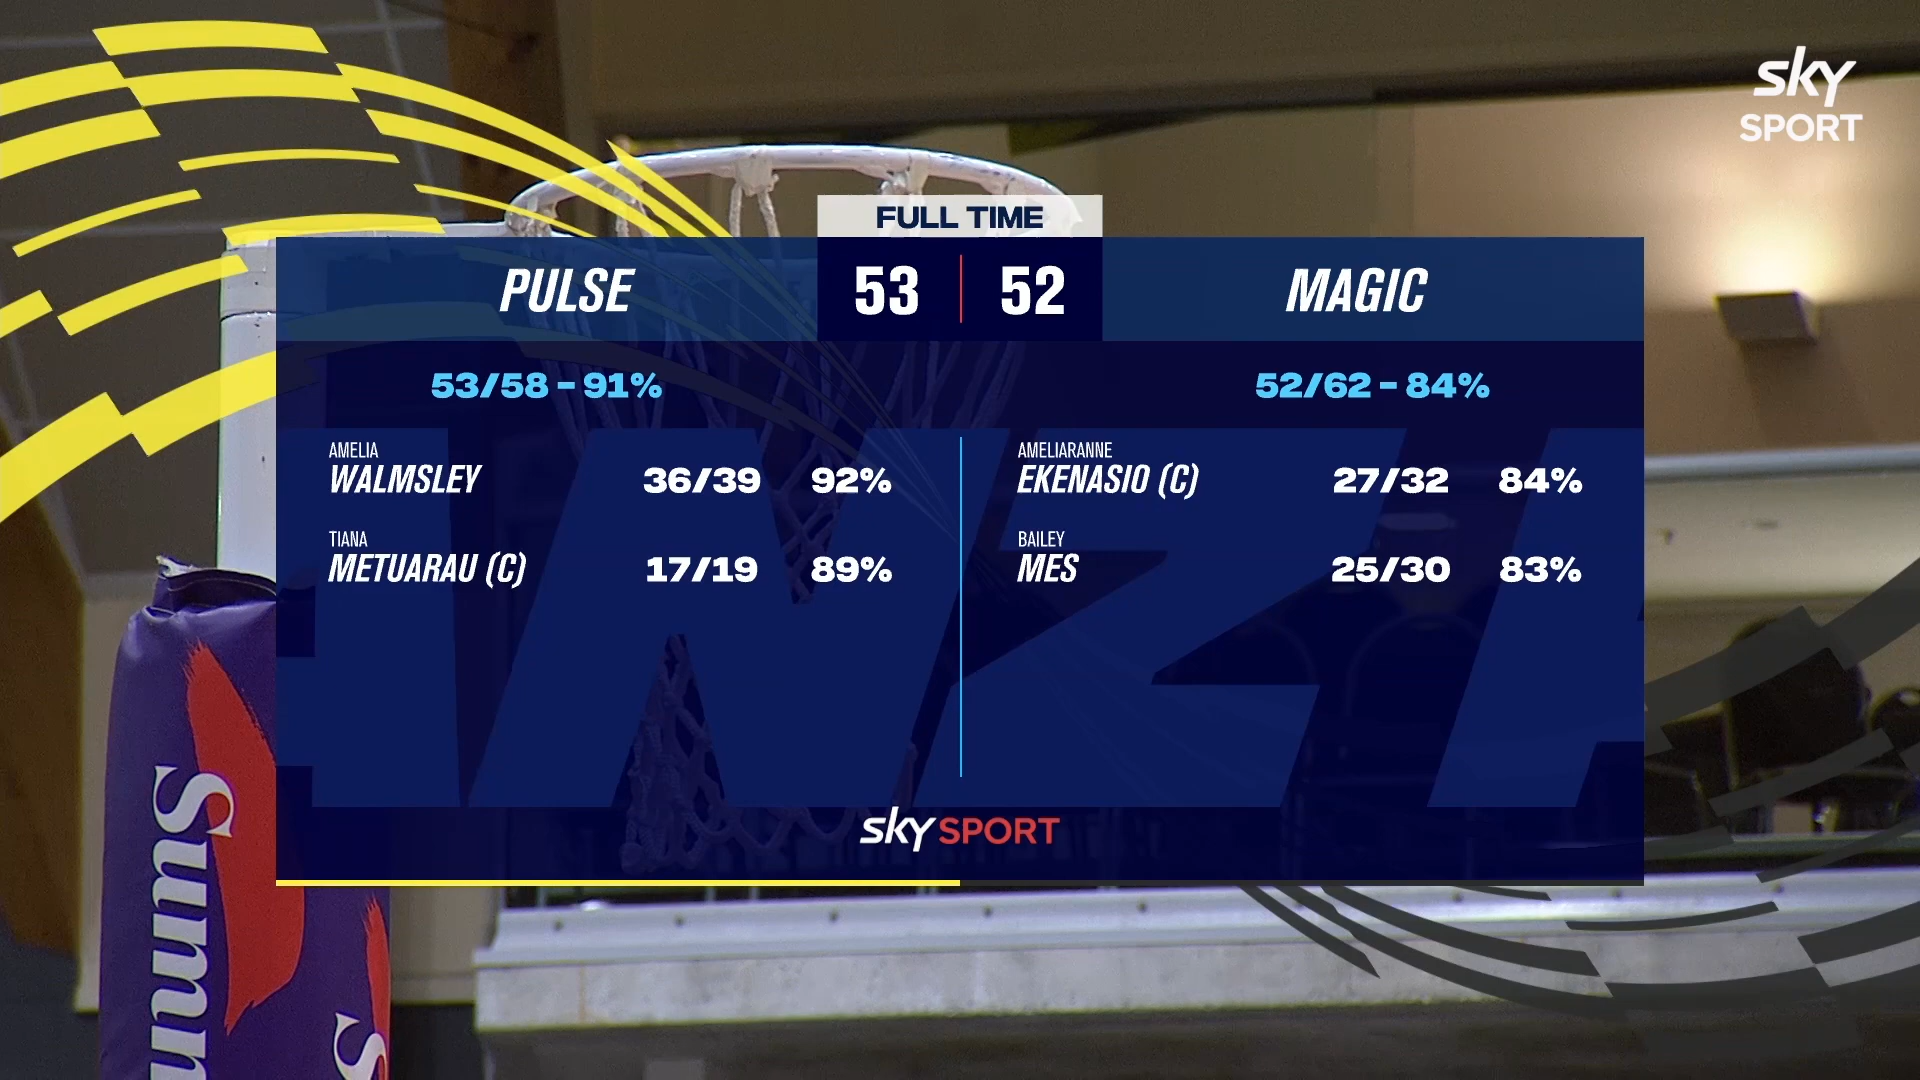 sky
SPORT
FULL TIME
PULSE 53 52 MAGIC
53/58 - 91%
52/62 - 84%
AMELIA
WALMSLEY 36/39 92%
TIANA
METUARAU (C) 17/19 89%
AMELIARANNE
EKENASIO (C) 27/32 84%
BAILEY
MES 25/30 83%
ANZA
sky SPORT
Summ
S